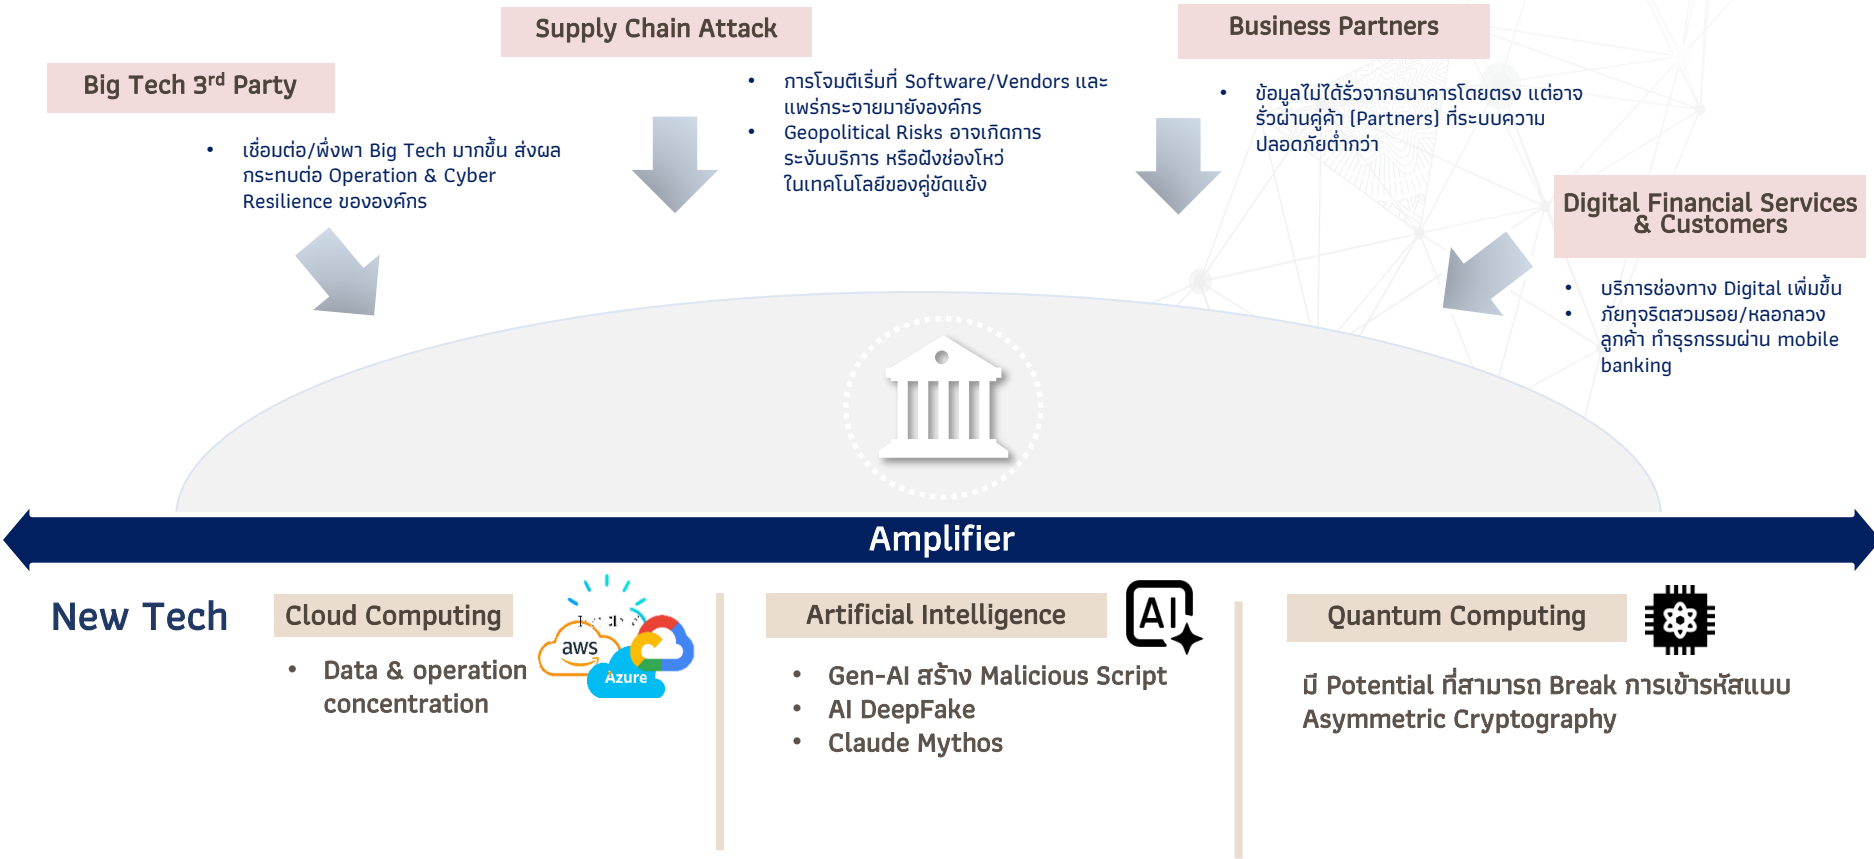 Supply Chain Attack
Business Partners
Big Tech 3rd Party
• เชื่อมต่อ/พึ่งพา Big Tech มากขึ้น ส่งผล
กระทบต่อ Operation & Cyber
Resilience ขององค์กร
• การโจมตีเริ่มที่ Software/Vendors และ
แพร่กระจายมายังองค์กร
• Geopolitical Risks อาจเกิดการ
ระงับบริการ หรือฝังช่องโหว่
ในเทคโนโลยีของคู่ขัดแย้ง
• ข้อมูลไม่ได้รั่วจากธนาคารโดยตรง แต่อาจ
รั่วผ่านคู่ค้า (Partners) ที่ระบบความ
ปลอดภัยต่ำกว่า
Digital Financial Services
& Customers
• บริการช่องทาง Digital เพิ่มขึ้น
• ภัยทุจริตสวมรอย/หลอกลวง
ลูกค้า ทำธุรกรรมผ่าน mobile
banking
Amplifier
New Tech
Cloud Computing
aws
Azure
• Data & operation
concentration
Artificial Intelligence
AI
• Gen-AI สร้าง Malicious Script
• AI DeepFake
• Claude Mythos
Quantum Computing
มี Potential ที่สามารถ Break การเข้ารหัสแบบ
Asymmetric Cryptography